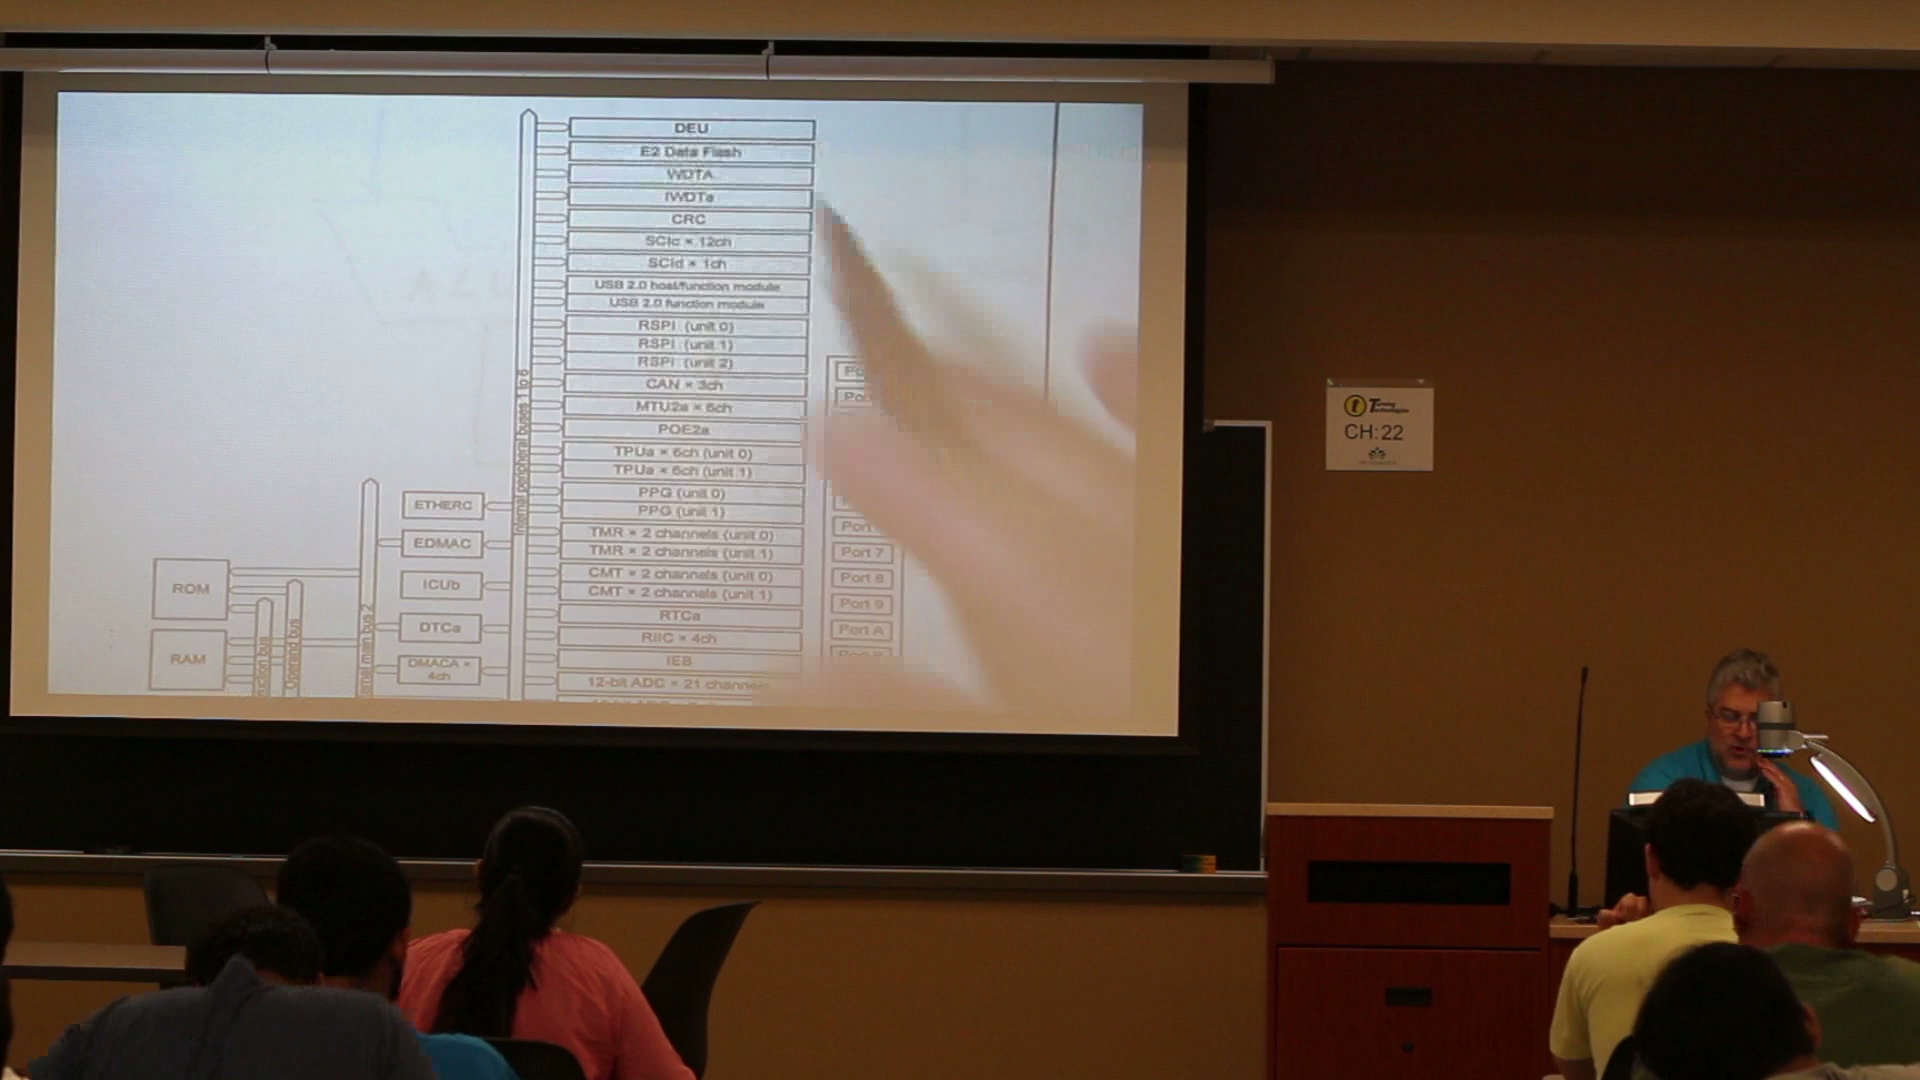 DEU
E2 Data Flash
WDTA
IWDTa
CRC
SCIc × 12ch
SCId × 1ch
USB 2.0 host/function module
USB 2.0 function module
RSPI (unit 0)
RSPI (unit 1)
RSPI (unit 2)
CAN × 3ch
MTU2a × 6ch
POE2a
TPUa × 6ch (unit 0)
TPUa × 6ch (unit 1)
PPG (unit 0)
PPG (unit 1)
TMR × 2 channels (unit 0)
TMR × 2 channels (unit 1)
CMT × 2 channels (unit 0)
CMT × 2 channels (unit 1)
RTCa
RIIC × 4ch
IEB
12-bit ADC × 21 channe
Internal peripheral buses 1 to 6
ETHERC
EDMAC
ICUb
DTCa
DMACA ×
4ch
ROM
RAM
Operand bus
main bus 2
Po
Po
Port
Port 7
Port 8
Port 9
Port A
Turning
Technologies
CH: 22